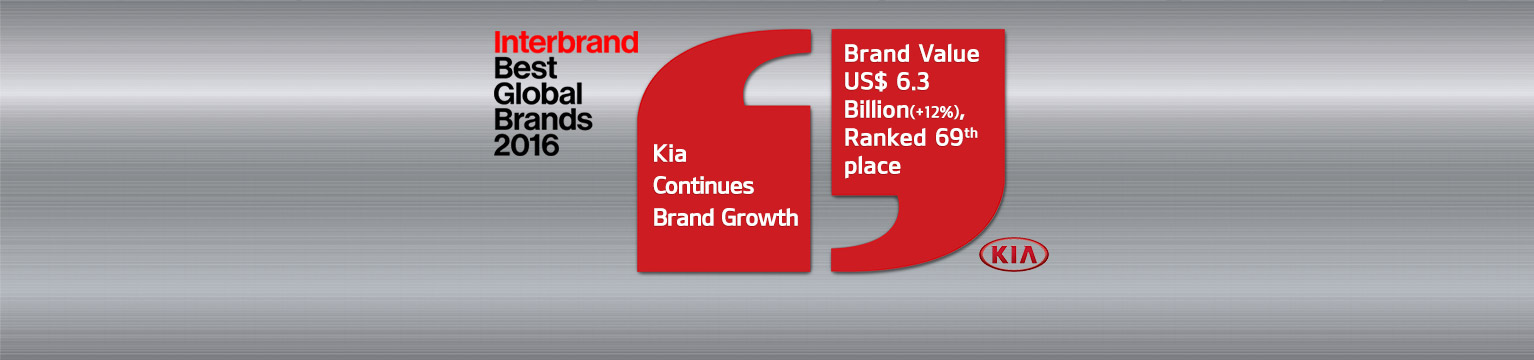 Interbrand
Best
Global
Brands
2016
Kia
Continues
Brand Growth
Brand Value
US$ 6.3
Billion(+12%),
Ranked 69th
place
KIA